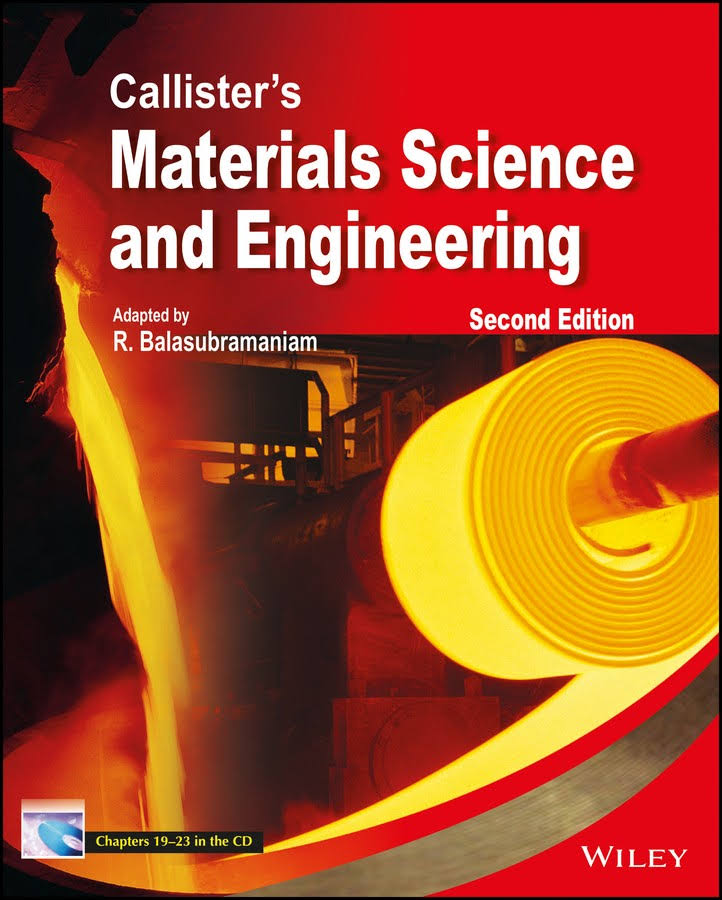 Callister's
Materials Science
and Engineering
Adapted by
R. Balasubramaniam
Second Edition
Chapters 19–23 in the CD
WILEY